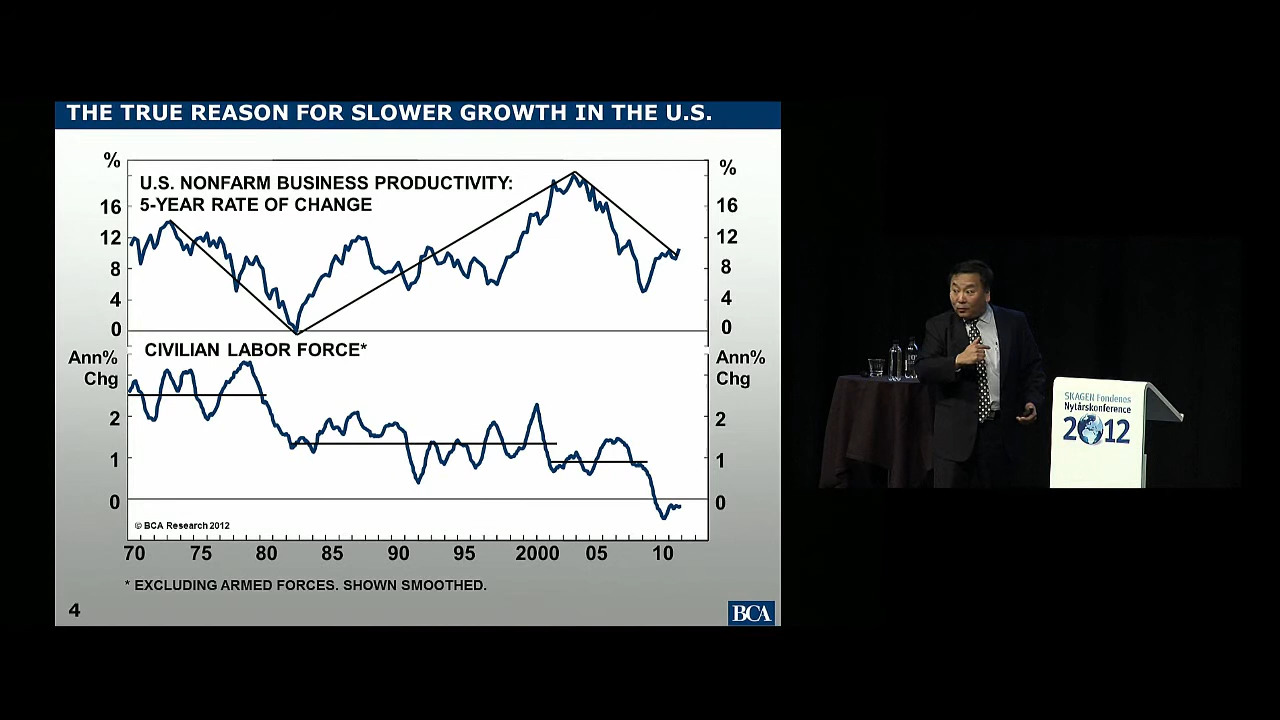 THE TRUE REASON FOR SLOWER GROWTH IN THE U.S.
%
%
U.S. NONFARM BUSINESS PRODUCTIVITY:
5-YEAR RATE OF CHANGE
16
16
12
12
8
8
4
4
0
0
CIVILIAN LABOR FORCE*
Ann%
Chg
Ann%
Chg
2
2
1
1
0
0
© BCA Research 2012
70 75 80 85 90 95 2000 05 10
* EXCLUDING ARMED FORCES. SHOWN SMOOTHED.
4
BCA
SKAGEN Fondenes
Nytårskonference
2012